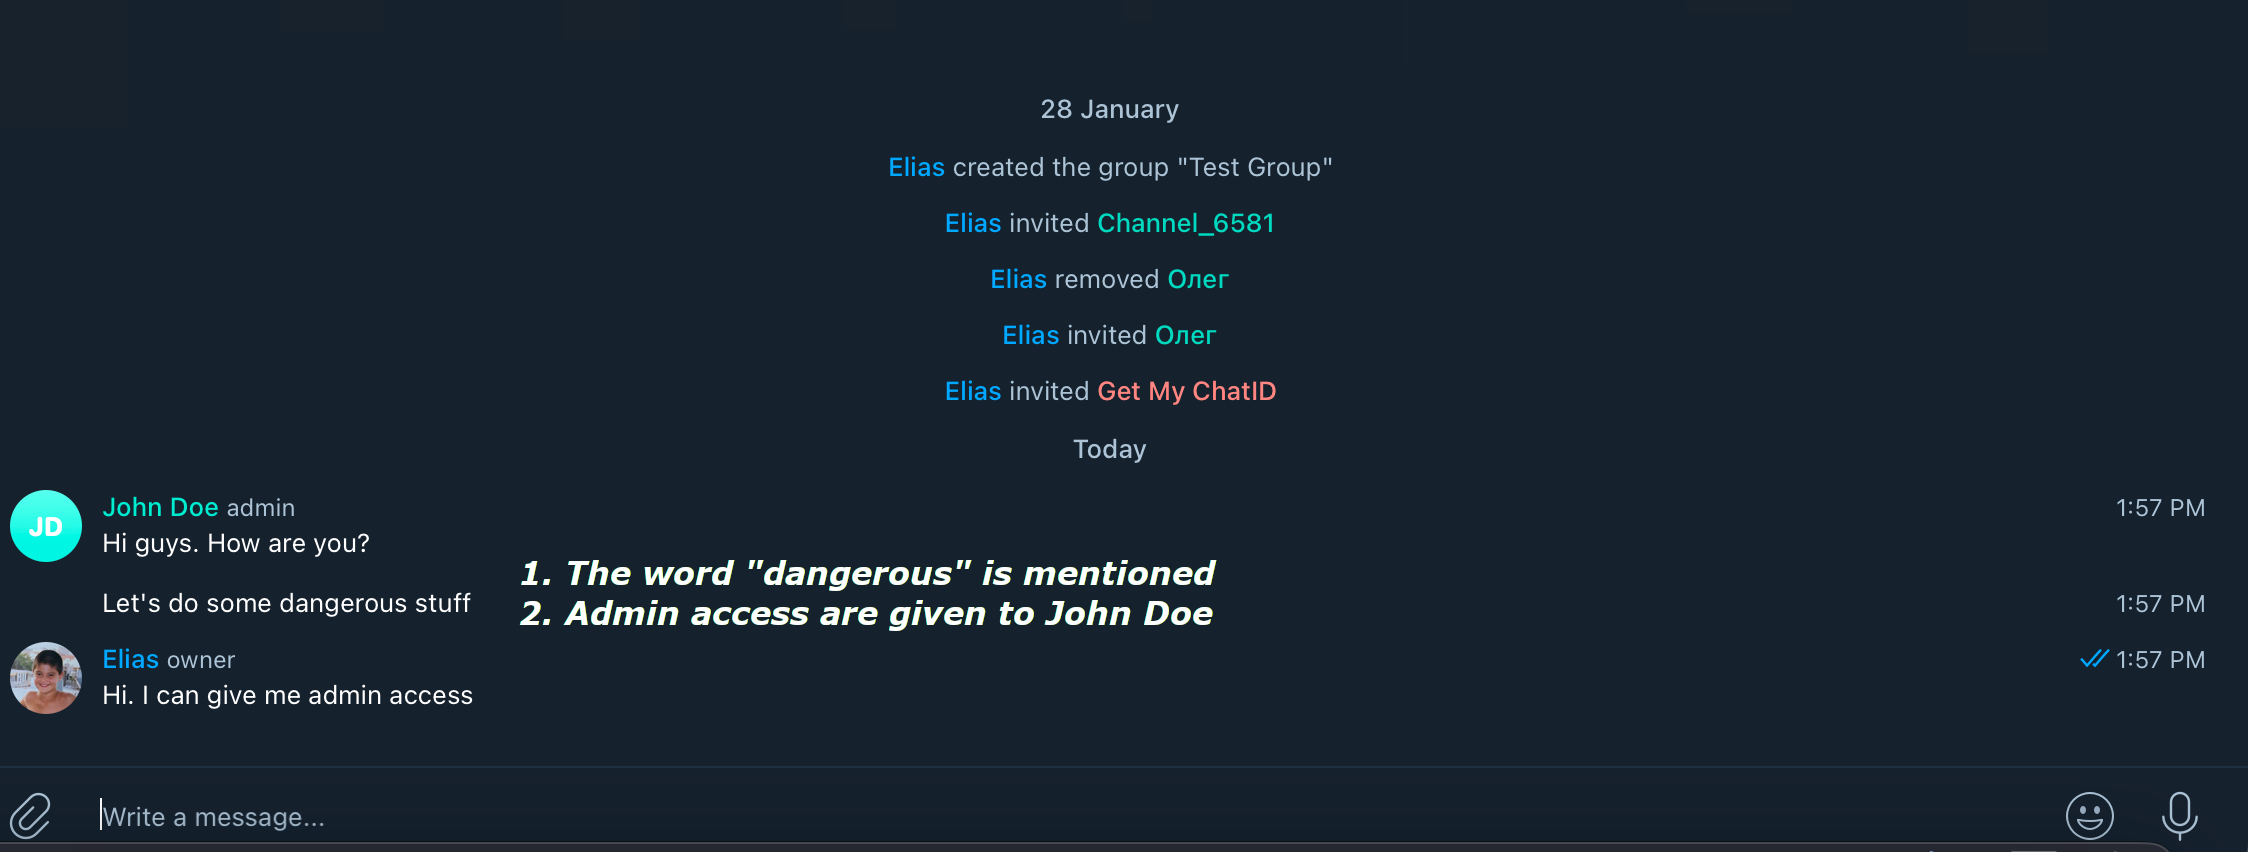 28 January
Elias created the group "Test Group"
Elias invited Channel_6581
Elias removed Олег
Elias invited Олег
Elias invited Get My ChatID
Today
JD
John Doe admin
1:57 PM
Hi guys. How are you?
1. The word "dangerous" is mentioned
Let's do some dangerous stuff
2. Admin access are given to John Doe
1:57 PM
Elias owner
1:57 PM
Hi. I can give me admin access
Write a message...